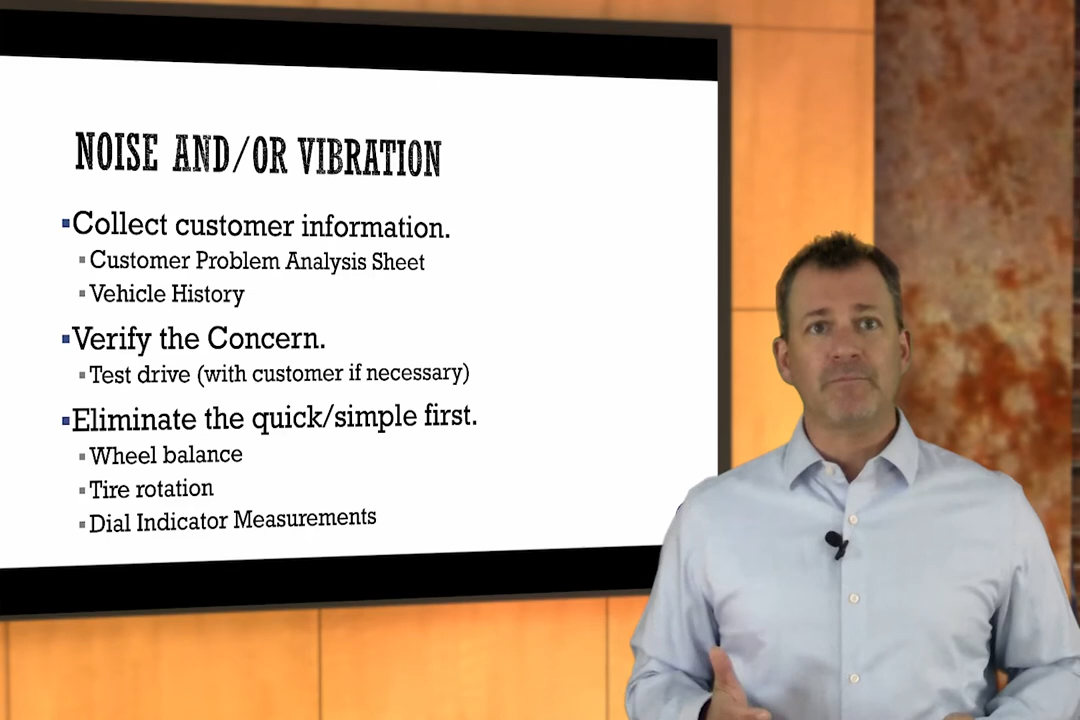 NOISE AND/OR VIBRATION
▪Collect customer information.
▪Customer Problem Analysis Sheet
▪Vehicle History
▪Verify the Concern.
▪Test drive (with customer if necessary)
▪Eliminate the quick/simple first.
▪Wheel balance
▪Tire rotation
▪Dial Indicator Measurements